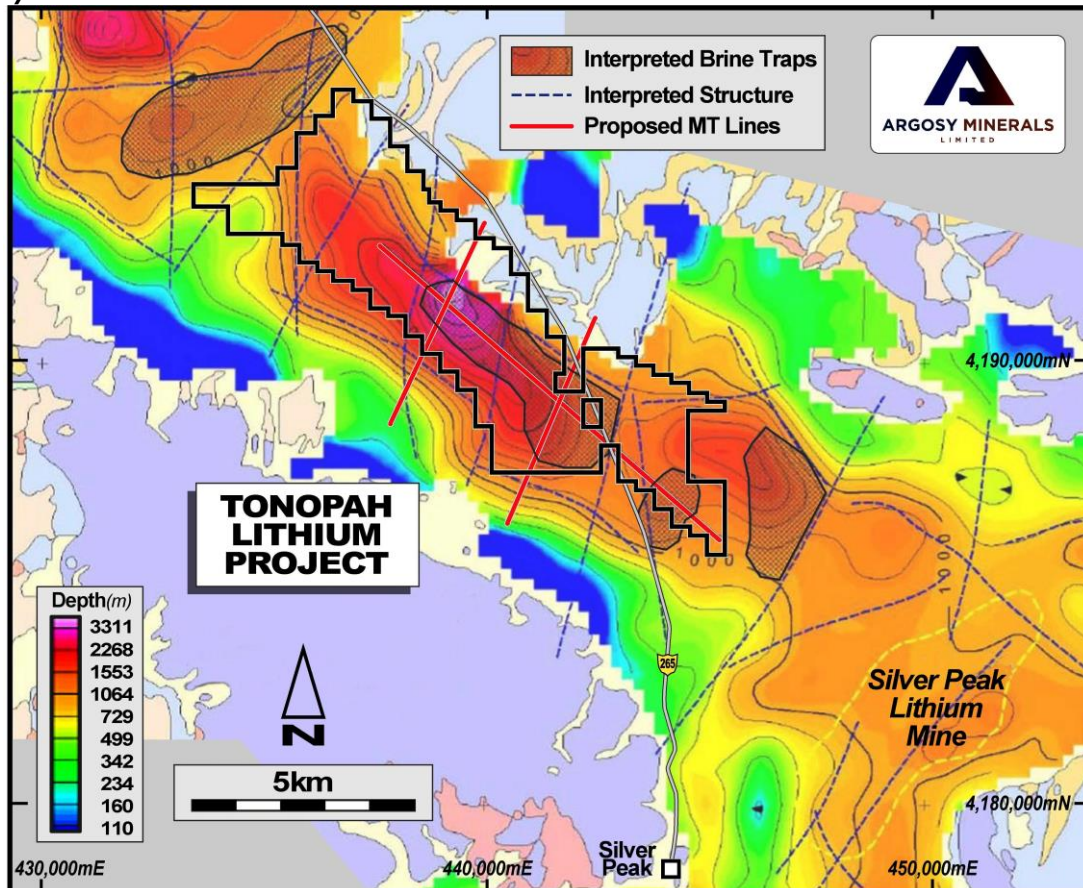 Interpreted Brine Traps
Interpreted Structure
Proposed MT Lines
A
ARGOSY MINERALS
LIMITED
4,190,000mN
TONOPAH
LITHIUM
PROJECT
1000
1000
Depth(m)
3311
2268
1553
1064
729
499
342
234
160
110
N
5km
265
Silver Peak
Lithium
Mine
4,180,000mN
Silver
Peak
430,000mE
440,000mE
450,000mE